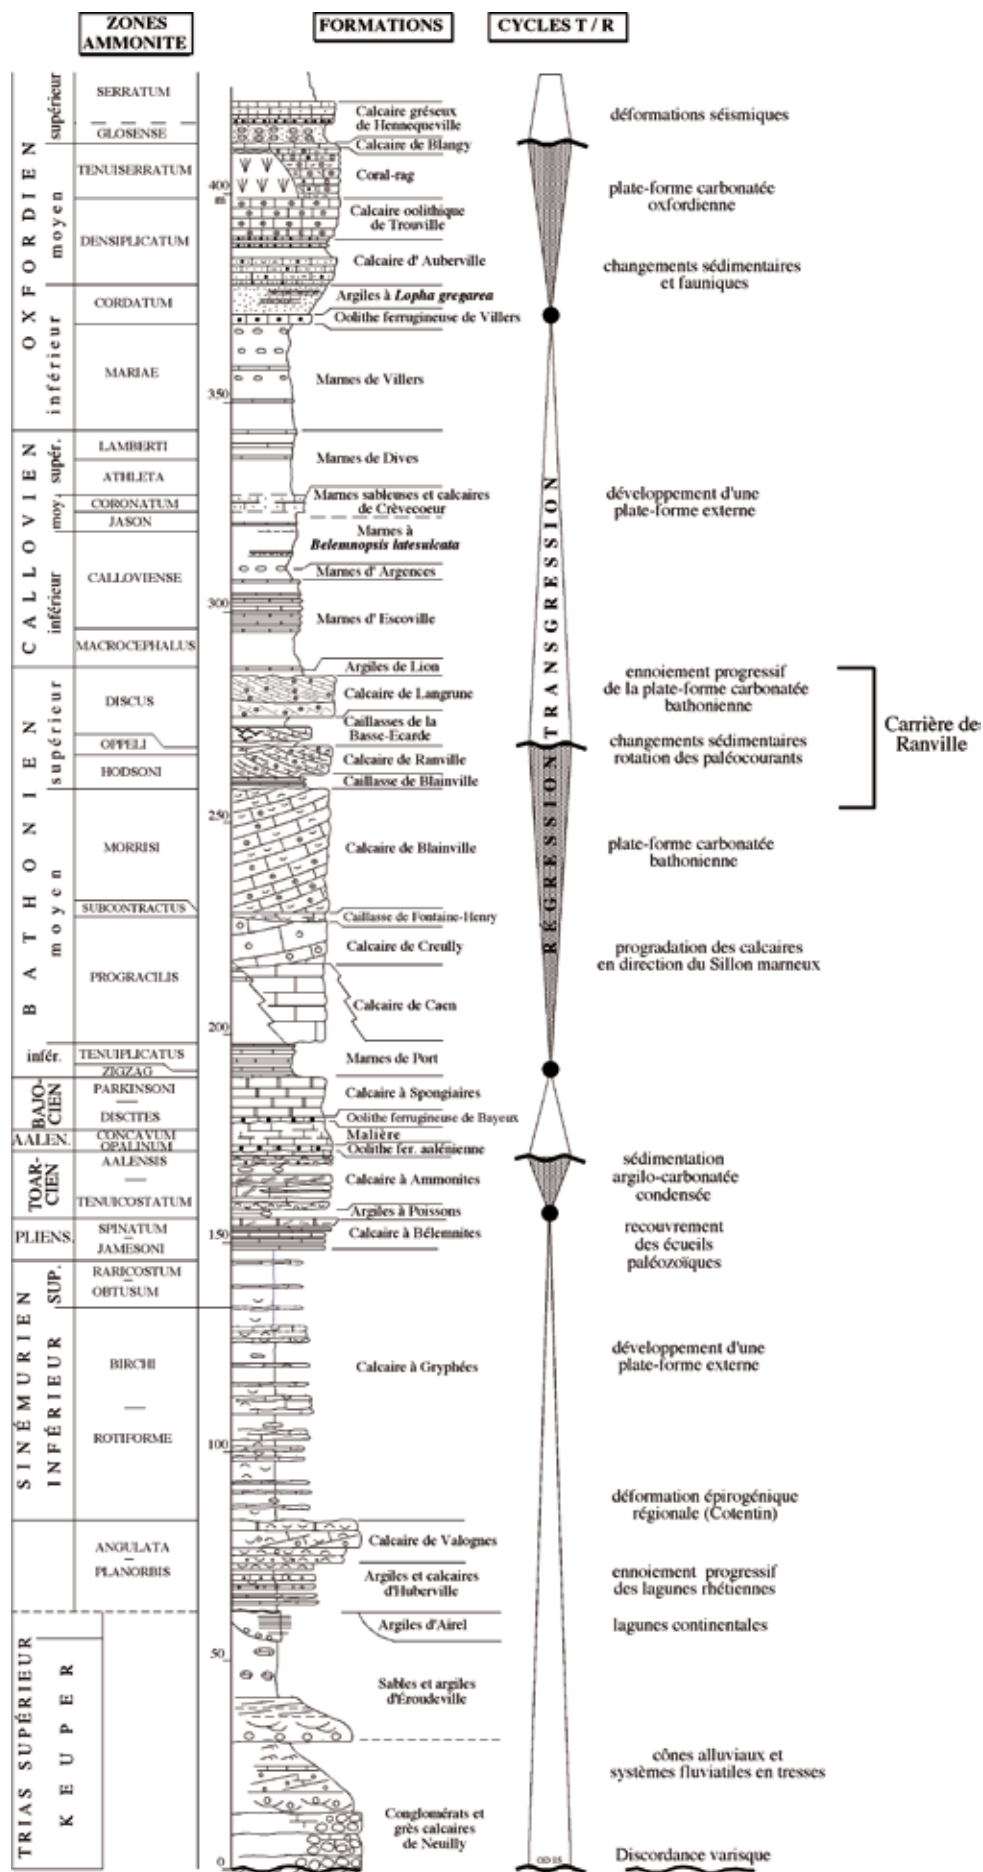 ZONES
AMMONITE
FORMATIONS
CYCLES T / R
OXFORDIEN
supérieur
moyen
inférieur
CALLOVIEN
supér.
moy.
inférieur
BATHONIEN
supérieur
moyen
infér.
BAJO-
CIEN
AALEN.
TOAR-
CIEN
PLIENS.
SINÉMURIEN
SUP.
INFÉRIEUR
TRIAS SUPÉRIEUR
KEUPER
SERRATUM
GLOSENSE
TENUISERRATUM
DENSIPLICATUM
CORDATUM
MARIAE
LAMBERTI
ATHLETA
CORONATUM
JASON
CALLOVIENSE
MACROCEPHALUS
DISCUS
OPPELI
HODSONI
MORRISI
SUBCONTRACTUS
PROGRACILIS
TENUIPLICATUS
ZIGZAG
PARKINSONI
—
DISCITES
CONCAVUM
OPALINUM
AALENSIS
—
TENUICOSTATUM
SPINATUM
–
JAMESONI
RARICOSTUM
–
OBTUSUM
BIRCHI
—
ROTIFORME
ANGULATA
–
PLANORBIS
400
m
350
300
250
200
150
100
50
0
Calcaire gréseux
de Hennequeville
Calcaire de Blangy
Coral-rag
Calcaire oolithique
de Trouville
Calcaire d' Auberville
Argiles à Lopha gregarea
Oolithe ferrugineuse de Villers
Marnes de Villers
Marnes de Dives
Marnes sableuses et calcaires
de Crèvecoeur
Marnes à
Belemnopsis latesulcata
Marnes d' Argences
Marnes d' Escoville
Argiles de Lion
Calcaire de Langrune
Caillasses de la
Basse-Ecarde
Calcaire de Ranville
Caillasse de Blainville
Calcaire de Blainville
Caillasse de Fontaine-Henry
Calcaire de Creully
Calcaire de Caen
Marnes de Port
Calcaire à Spongiaires
Oolithe ferrugineuse de Bayeux
Malière
Oolithe fer. aalénienne
Calcaire à Ammonites
Argiles à Poissons
Calcaire à Bélemnites
Calcaire à Gryphées
Calcaire de Valognes
Argiles et calcaires
d'Huberville
Argiles d'Airel
Sables et argiles
d'Éroudeville
Conglomérats et
grès calcaires
de Neuilly
TRANSGRESSION
RÉGRESSION
déformations séismiques
plate-forme carbonatée
oxfordienne
changements sédimentaires
et fauniques
développement d'une
plate-forme externe
ennoiement progressif
de la plate-forme carbonatée
bathonienne
changements sédimentaires
rotation des paléocourants
Carrière de
Ranville
plate-forme carbonatée
bathonienne
progradation des calcaires
en direction du Sillon marneux
sédimentation
argilo-carbonatée
condensée
recouvrement
des écueils
paléozoïques
développement d'une
plate-forme externe
déformation épirogénique
régionale (Cotentin)
ennoiement progressif
des lagunes rhétiennes
lagunes continentales
cônes alluviaux et
systèmes fluviatiles en tresses
Discordance varisque